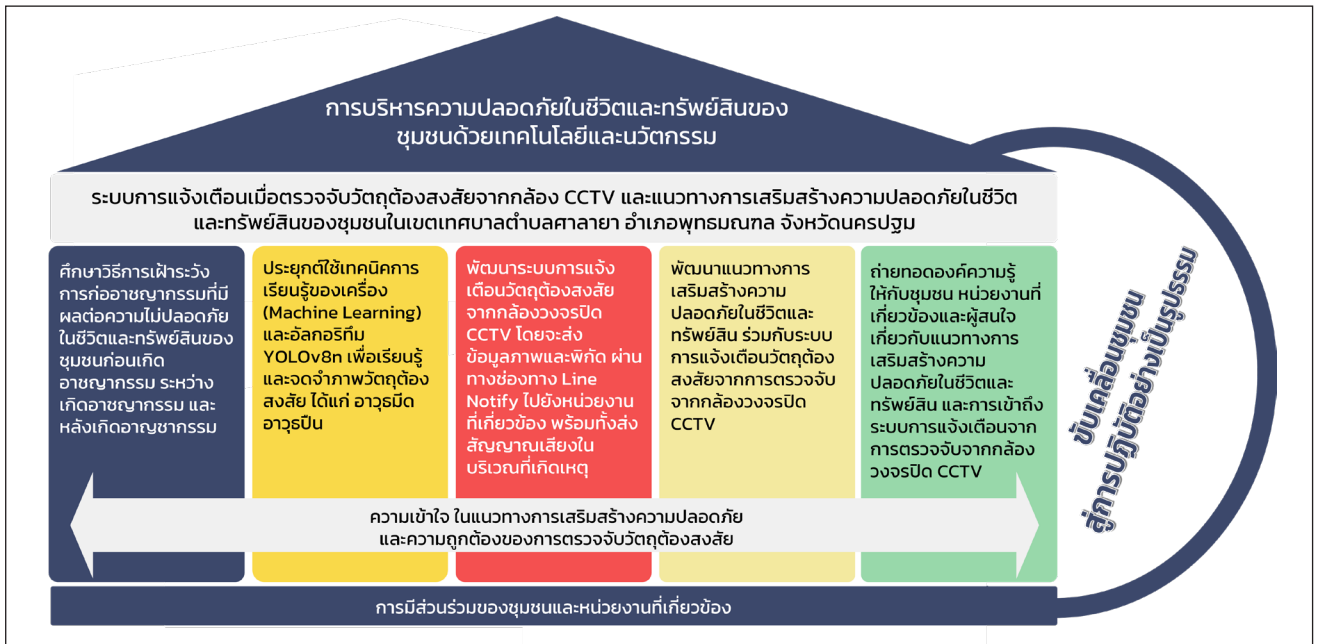 การบริหารความปลอดภัยในชีวิตและทรัพย์สินของ
ชุมชนด้วยเทคโนโลยีและนวัตกรรม
ระบบการแจ้งเตือนเมื่อตรวจจับวัตถุต้องสงสัยจากกล้อง CCTV และแนวทางการเสริมสร้างความปลอดภัยในชีวิต
และทรัพย์สินของชุมชนในเขตเทศบาลตำบลศาลายา อำเภอพุทธมณฑล จังหวัดนครปฐม
ศึกษาวิธีการเฝ้าระวัง
การก่ออาชญากรรมที่มี
ผลต่อความไม่ปลอดภัย
ในชีวิตและทรัพย์สินของ
ชุมชนก่อนเกิด
อาชญากรรม ระหว่าง
เกิดอาชญากรรม และ
หลังเกิดอาญชากรรม
ประยุกต์ใช้เทคนิคการ
เรียนรู้ของเครื่อง
(Machine Learning)
และอัลกอริทึม
YOLOv8n เพื่อเรียนรู้
และจดจำภาพวัตถุต้อง
สงสัย ได้แก่ อาวุธมีด
อาวุธปืน
พัฒนาระบบการแจ้ง
เตือนวัตถุต้องสงสัย
จากกล้องวงจรปิด
CCTV โดยจะส่ง
ข้อมูลภาพและพิกัด ผ่าน
ทางช่องทาง Line
Notify ไปยังหน่วยงาน
ที่เกี่ยวข้อง พร้อมทั้งส่ง
สัญญาณเสียงใน
บริเวณที่เกิดเหตุ
พัฒนาแนวทางการ
เสริมสร้างความ
ปลอดภัยในชีวิตและ
ทรัพย์สิน ร่วมกับระบบ
การแจ้งเตือนวัตถุต้อง
สงสัยจากการตรวจจับ
จากกล้องวงจรปิด
CCTV
ถ่ายทอดองค์ความรู้
ให้กับชุมชน หน่วยงานที่
เกี่ยวข้องและผู้สนใจ
เกี่ยวกับแนวทางการ
เสริมสร้างความ
ปลอดภัยในชีวิตและ
ทรัพย์สิน และการเข้าถึง
ระบบการแจ้งเตือนจาก
การตรวจจับจากกล้อง
วงจรปิด CCTV
ขับเคลื่อนชุมชน
สู่การปฏิบัติอย่างเป็นรูปธรรม
ความเข้าใจ ในแนวทางการเสริมสร้างความปลอดภัย
และความถูกต้องของการตรวจจับวัตถุต้องสงสัย
การมีส่วนร่วมของชุมชนและหน่วยงานที่เกี่ยวข้อง